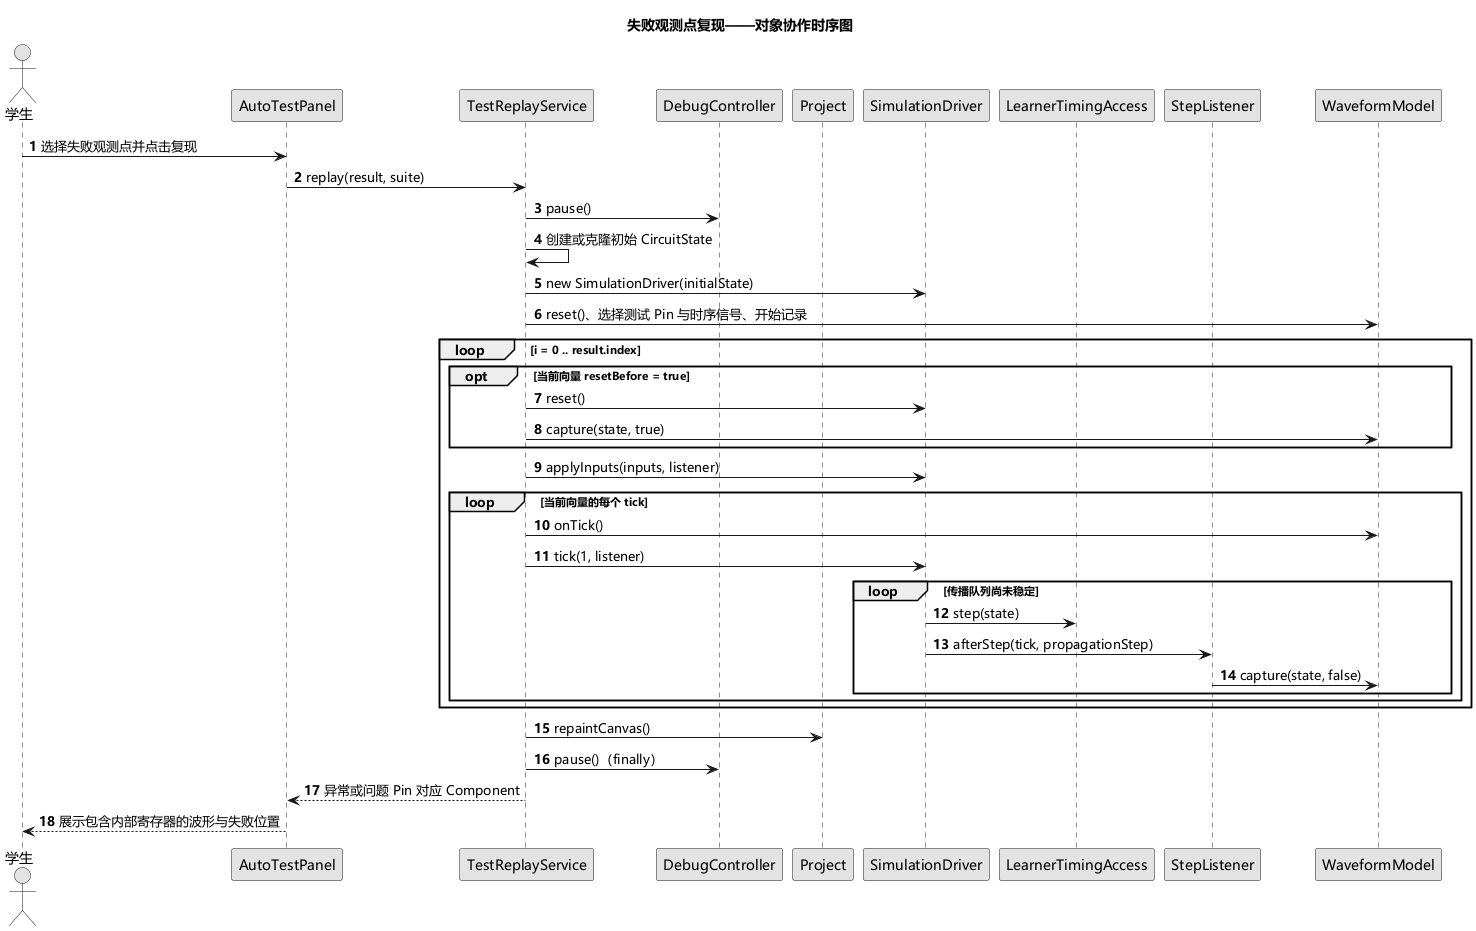 失败观测点复现——对象协作时序图
学生
AutoTestPanel
TestReplayService
DebugController
Project
SimulationDriver
LearnerTimingAccess
StepListener
WaveformModel
1 选择失败观测点并点击复现
2 replay(result, suite)
3 pause()
4 创建或克隆初始 CircuitState
5 new SimulationDriver(initialState)
6 reset()、选择测试 Pin 与时序信号、开始记录
loop [i = 0 .. result.index]
opt [当前向量 resetBefore = true]
7 reset()
8 capture(state, true)
9 applyInputs(inputs, listener)
loop [当前向量的每个 tick]
10 onTick()
11 tick(1, listener)
loop [传播队列尚未稳定]
12 step(state)
13 afterStep(tick, propagationStep)
14 capture(state, false)
15 repaintCanvas()
16 pause()（finally）
17 异常或问题 Pin 对应 Component
18 展示包含内部寄存器的波形与失败位置
学生
AutoTestPanel
TestReplayService
DebugController
Project
SimulationDriver
LearnerTimingAccess
StepListener
WaveformModel